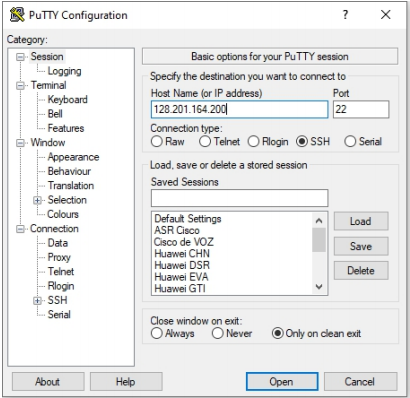 PuTTY Configuration
? ×
Category:
Session
Logging
Terminal
Keyboard
Bell
Features
Window
Appearance
Behaviour
Translation
Selection
Colours
Connection
Data
Proxy
Telnet
Rlogin
SSH
Serial
Basic options for your PuTTY session
Specify the destination you want to connect to
Host Name (or IP address) Port
128.201.164.200 22
Connection type:
Raw Telnet Rlogin SSH Serial
Load, save or delete a stored session
Saved Sessions
Default Settings
ASR Cisco
Cisco de VOZ
Huawei CHN
Huawei DSR
Huawei EVA
Huawei GTI
Load
Save
Delete
Close window on exit:
Always Never Only on clean exit
About Help Open Cancel